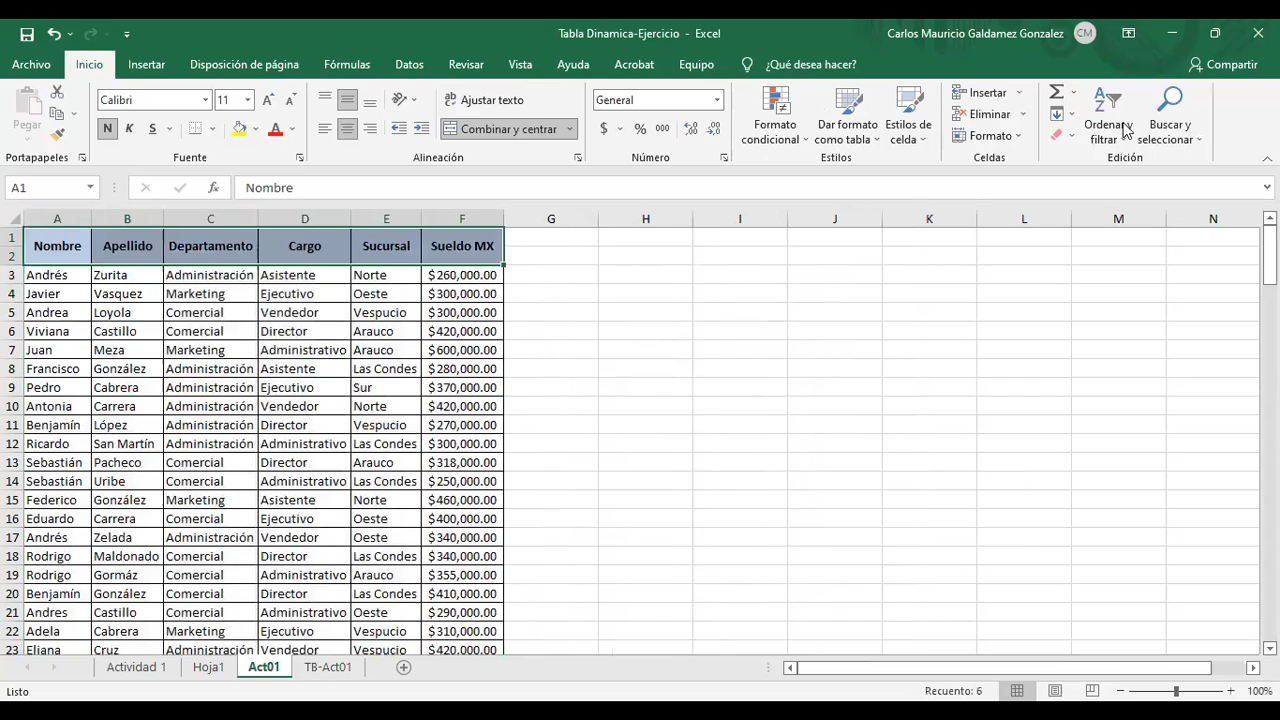 Tabla Dinamica-Ejercicio - Excel
Carlos Mauricio Galdamez Gonzalez CM
Archivo Inicio Insertar Disposición de página Fórmulas Datos Revisar Vista Ayuda Acrobat Equipo ¿Qué desea hacer? Compartir
Pegar
Calibri 11
N K S
Ajustar texto
Combinar y centrar
General
$ % 000
Formato condicional
Dar formato como tabla
Estilos de celda
Insertar
Eliminar
Formato
Ordenar y filtrar
Buscar y seleccionar
Portapapeles Fuente Alineación Número Estilos Celdas Edición
A1 fx Nombre
A B C D E F G H I J K L M N
1 Nombre Apellido Departamento Cargo Sucursal Sueldo MX
2
3 Andrés Zurita Administración Asistente Norte $260,000.00
4 Javier Vasquez Marketing Ejecutivo Oeste $300,000.00
5 Andrea Loyola Comercial Vendedor Vespucio $300,000.00
6 Viviana Castillo Comercial Director Arauco $420,000.00
7 Juan Meza Marketing Administrativo Arauco $600,000.00
8 Francisco González Administración Asistente Las Condes $280,000.00
9 Pedro Cabrera Administración Ejecutivo Sur $370,000.00
10 Antonia Carrera Administración Vendedor Norte $420,000.00
11 Benjamín López Administración Director Vespucio $270,000.00
12 Ricardo San Martín Administración Administrativo Las Condes $300,000.00
13 Sebastián Pacheco Comercial Director Arauco $318,000.00
14 Sebastián Uribe Comercial Administrativo Las Condes $250,000.00
15 Federico González Marketing Asistente Norte $460,000.00
16 Eduardo Carrera Comercial Ejecutivo Oeste $400,000.00
17 Andrés Zelada Administración Vendedor Oeste $340,000.00
18 Rodrigo Maldonado Comercial Director Las Condes $340,000.00
19 Rodrigo Gormáz Comercial Administrativo Arauco $355,000.00
20 Benjamín González Comercial Director Las Condes $410,000.00
21 Andres Castillo Comercial Administrativo Oeste $290,000.00
22 Adela Cabrera Marketing Ejecutivo Vespucio $310,000.00
23 Eliana Cruz Administración Vendedor Vespucio $420,000.00
Actividad 1 Hoja1 Act01 TB-Act01
Listo Recuento: 6 100%